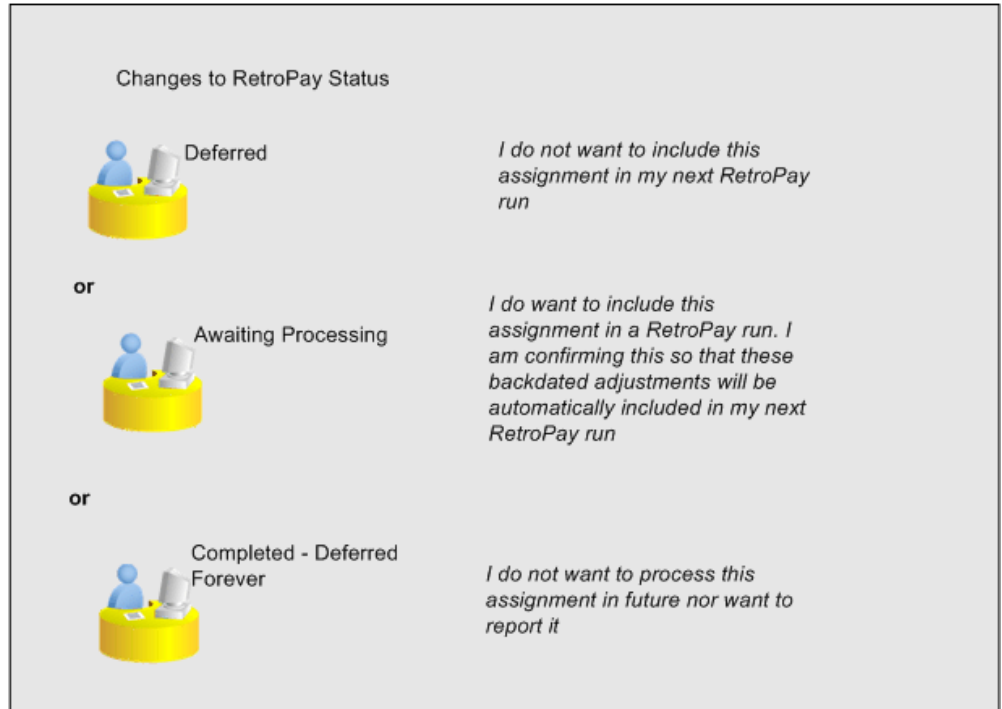 Changes to RetroPay Status
Deferred
I do not want to include this
assignment in my next RetroPay
run
or
Awaiting Processing
I do want to include this
assignment in a RetroPay run. I
am confirming this so that these
backdated adjustments will be
automatically included in my next
RetroPay run
or
Completed - Deferred
Forever
I do not want to process this
assignment in future nor want to
report it